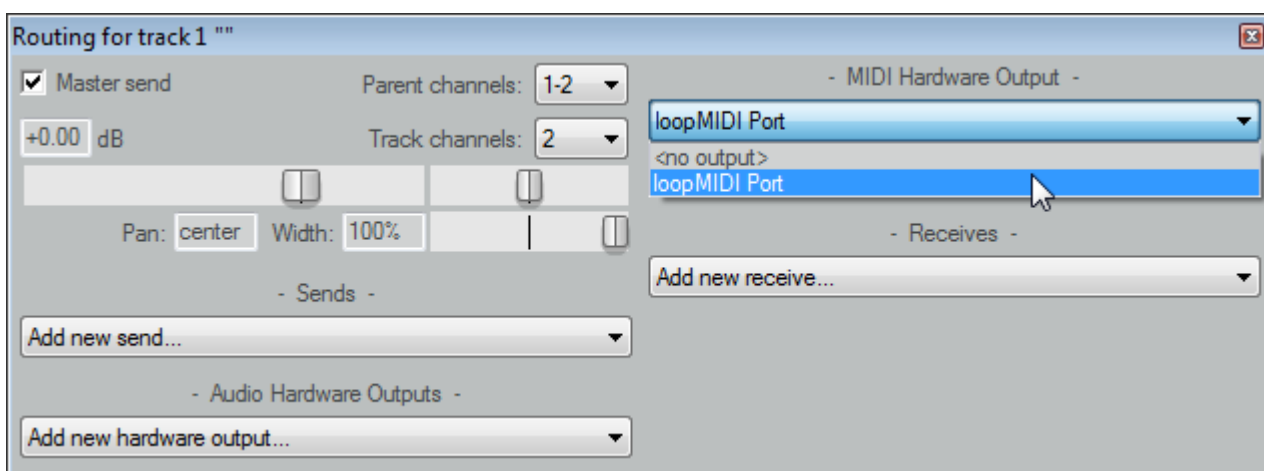 Routing for track 1 ""
Master send
Parent channels: 1-2
+0.00 dB
Track channels: 2
Pan: center Width: 100%
- Sends -
Add new send...
- Audio Hardware Outputs -
Add new hardware output...
- MIDI Hardware Output -
loopMIDI Port
<no output>
loopMIDI Port
- Receives -
Add new receive...